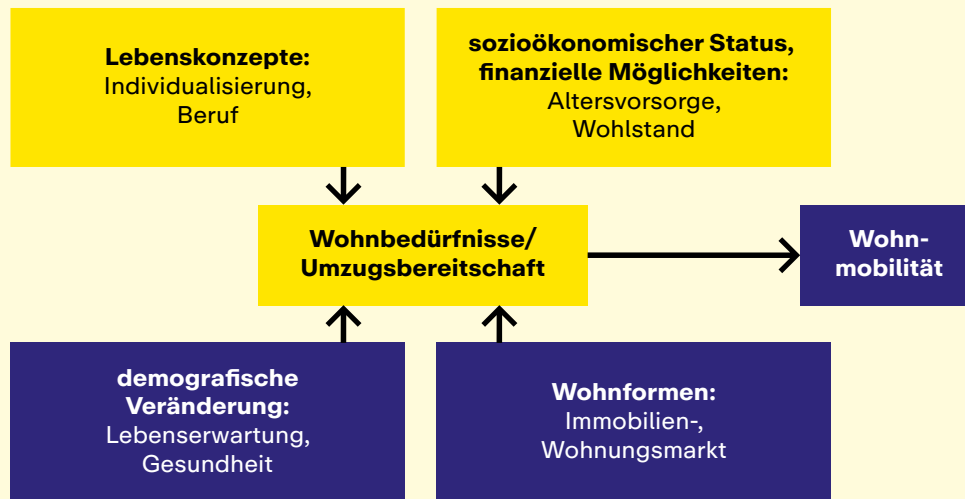 Lebenskonzepte:
Individualisierung,
Beruf
sozioökonomischer Status,
finanzielle Möglichkeiten:
Altersvorsorge,
Wohlstand
Wohnbedürfnisse/
Umzugsbereitschaft
Wohn-
mobilität
demografische
Veränderung:
Lebenserwartung,
Gesundheit
Wohnformen:
Immobilien-,
Wohnungsmarkt